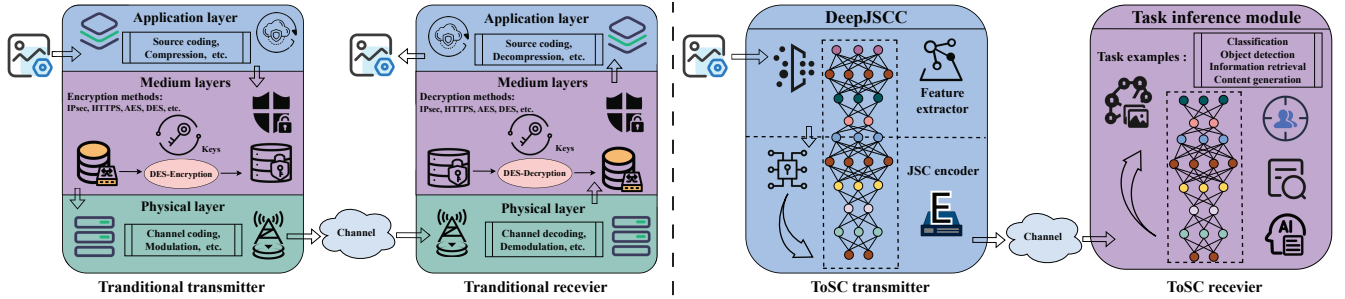 Application layer
Source coding,
Compression, etc.
Medium layers
Encryption methods:
IPsec, HTTPS, AES, DES, etc.
Keys
DES-Encryption
Physical layer
Channel coding,
Modulation, etc.
Tranditional transmitter
Channel
Application layer
Source coding,
Decompression, etc.
Medium layers
Decryption methods:
IPsec, HTTPS, AES, DES, etc.
Keys
DES-Decryption
Physical layer
Channel decoding,
Demodulation, etc.
Tranditional recevier
DeepJSCC
Feature
extractor
JSC encoder
E
ToSC transmitter
Channel
Task inference module
Task examples :
Classification
Object detection
Information retrieval
Content generation
AI
ToSC recevier